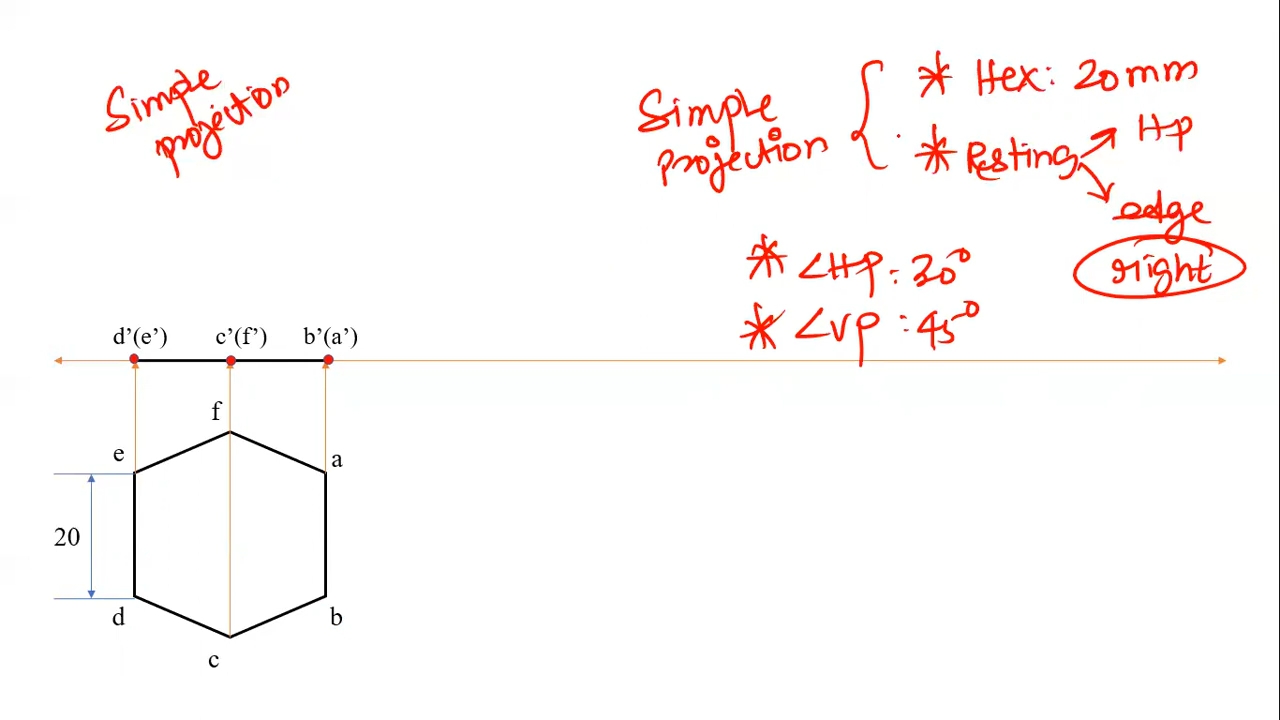 Simple
projection
Simple
projection
* Hex: 20mm
* Resting
HP
edge
right
* ∠HP: 30°
* ∠VP: 45°
d’(e’) c’(f’) b’(a’)
f
e a
20
d b
c